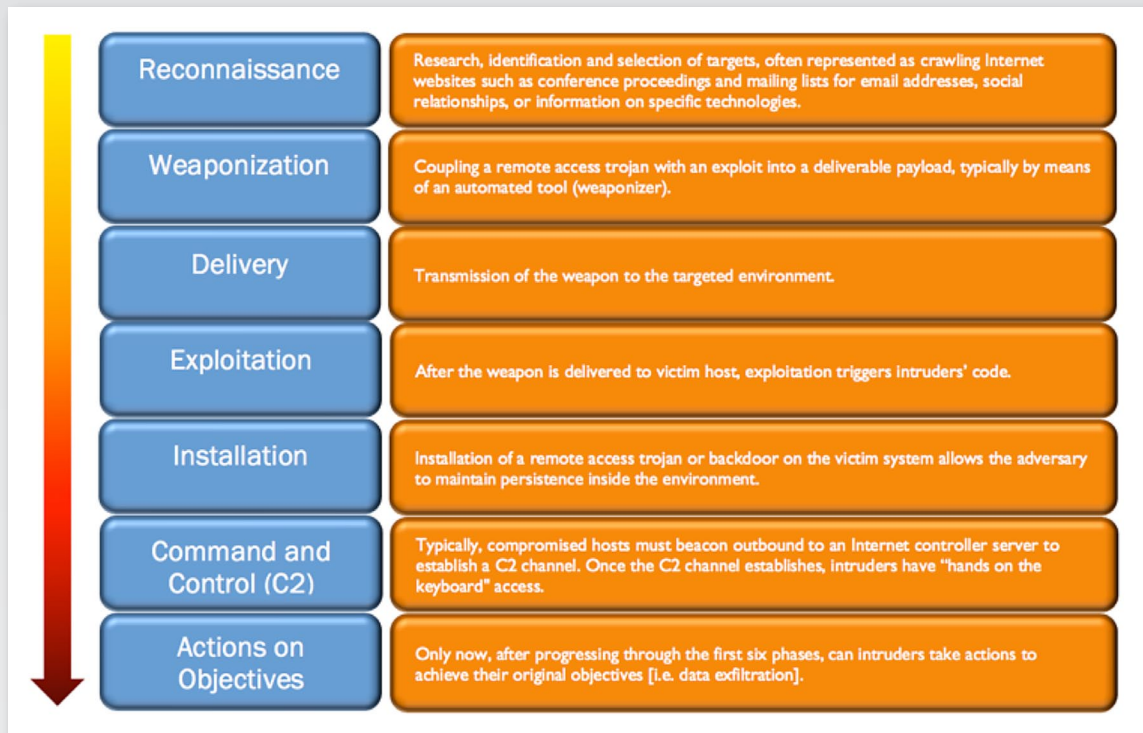 Reconnaissance
Research, identification and selection of targets, often represented as crawling Internet
websites such as conference proceedings and mailing lists for email addresses, social
relationships, or information on specific technologies.
Weaponization
Coupling a remote access trojan with an exploit into a deliverable payload, typically by means
of an automated tool (weaponizer).
Delivery
Transmission of the weapon to the targeted environment.
Exploitation
After the weapon is delivered to victim host, exploitation triggers intruders’ code.
Installation
Installation of a remote access trojan or backdoor on the victim system allows the adversary
to maintain persistence inside the environment.
Command and
Control (C2)
Typically, compromised hosts must beacon outbound to an Internet controller server to
establish a C2 channel. Once the C2 channel establishes, intruders have “hands on the
keyboard” access.
Actions on
Objectives
Only now, after progressing through the first six phases, can intruders take actions to
achieve their original objectives [i.e. data exfiltration].